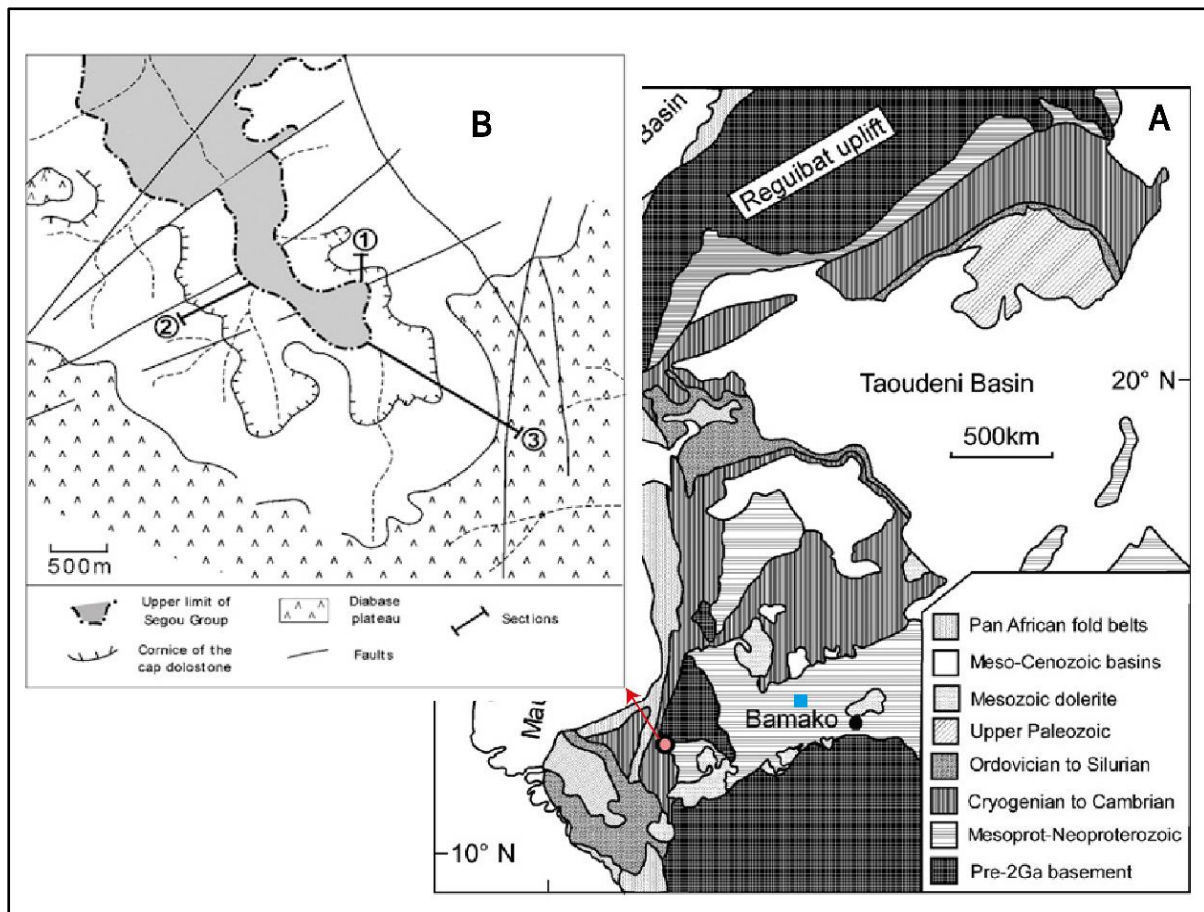 B
①
②
③
500m
Upper limit of
Segou Group
Diabase
plateau
Sections
Cornice of the
cap dolostone
Faults
A
Basin
Reguibat uplift
Taoudeni Basin
20° N
500km
Bamako
10° N
Pan African fold belts
Meso-Cenozoic basins
Mesozoic dolerite
Upper Paleozoic
Ordovician to Silurian
Cryogenian to Cambrian
Mesoprot-Neoproterozoic
Pre-2Ga basement